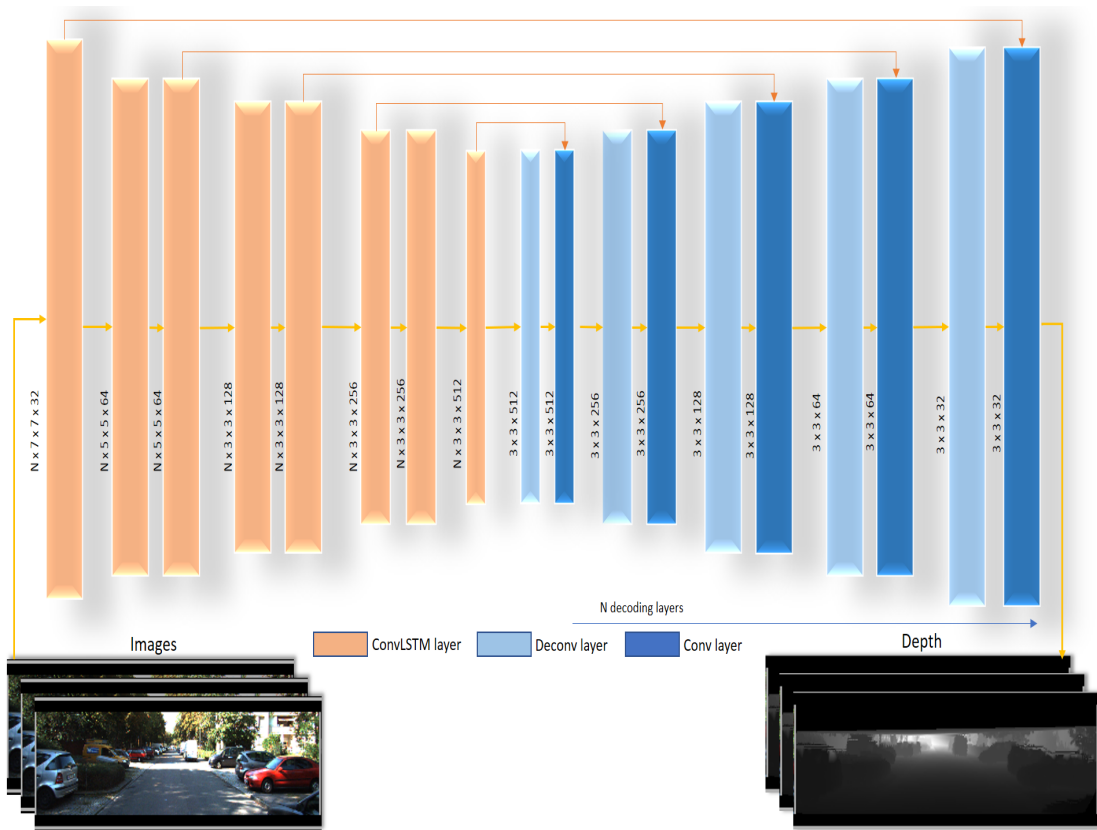 N x 7 x 7 x 32
N x 5 x 5 x 64
N x 5 x 5 x 64
N x 3 x 3 x 128
N x 3 x 3 x 128
N x 3 x 3 x 256
N x 3 x 3 x 256
N x 3 x 3 x 512
3 x 3 x 512
3 x 3 x 512
3 x 3 x 256
3 x 3 x 256
3 x 3 x 128
3 x 3 x 128
3 x 3 x 64
3 x 3 x 64
3 x 3 x 32
3 x 3 x 32
N decoding layers
Images
ConvLSTM layer
Deconv layer
Conv layer
Depth